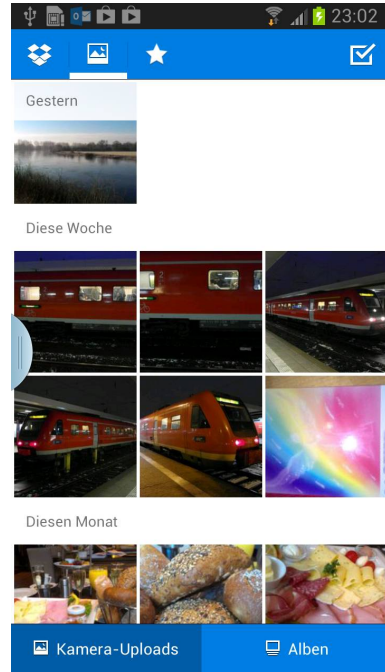 23:02
Gestern
Diese Woche
Diesen Monat
Kamera-Uploads
Alben